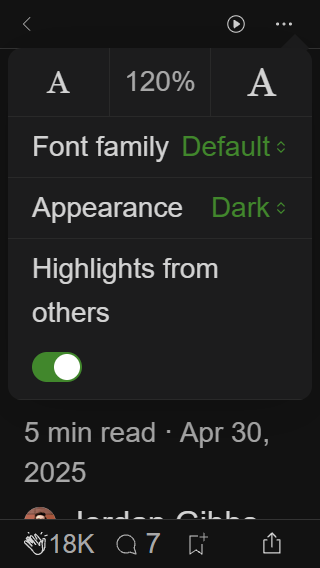 A 120% A
Font family Default
Appearance Dark
Highlights from
others
5 min read · Apr 30,
2025
18K 7